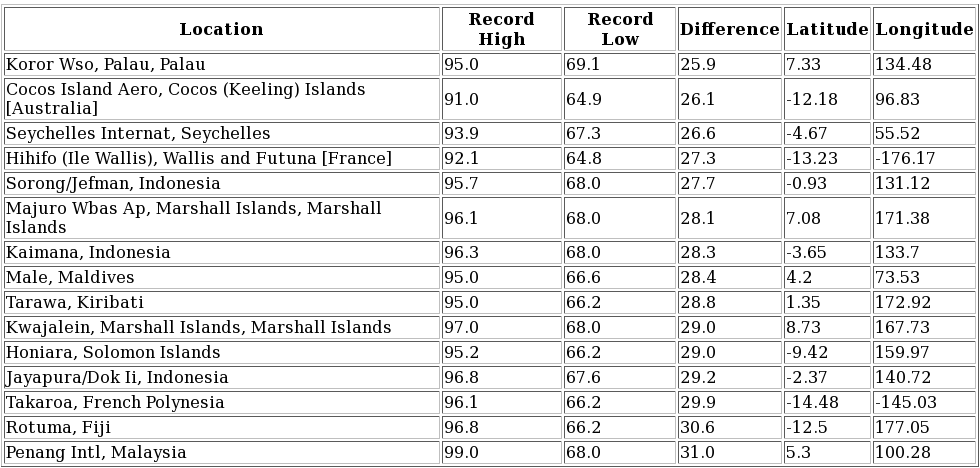 Location Record High Record Low Difference Latitude Longitude
Koror Wso, Palau, Palau 95.0 69.1 25.9 7.33 134.48
Cocos Island Aero, Cocos (Keeling) Islands [Australia] 91.0 64.9 26.1 -12.18 96.83
Seychelles Internat, Seychelles 93.9 67.3 26.6 -4.67 55.52
Hihifo (Ile Wallis), Wallis and Futuna [France] 92.1 64.8 27.3 -13.23 -176.17
Sorong/Jefman, Indonesia 95.7 68.0 27.7 -0.93 131.12
Majuro Wbas Ap, Marshall Islands, Marshall Islands 96.1 68.0 28.1 7.08 171.38
Kaimana, Indonesia 96.3 68.0 28.3 -3.65 133.7
Male, Maldives 95.0 66.6 28.4 4.2 73.53
Tarawa, Kiribati 95.0 66.2 28.8 1.35 172.92
Kwajalein, Marshall Islands, Marshall Islands 97.0 68.0 29.0 8.73 167.73
Honiara, Solomon Islands 95.2 66.2 29.0 -9.42 159.97
Jayapura/Dok Ii, Indonesia 96.8 67.6 29.2 -2.37 140.72
Takaroa, French Polynesia 96.1 66.2 29.9 -14.48 -145.03
Rotuma, Fiji 96.8 66.2 30.6 -12.5 177.05
Penang Intl, Malaysia 99.0 68.0 31.0 5.3 100.28